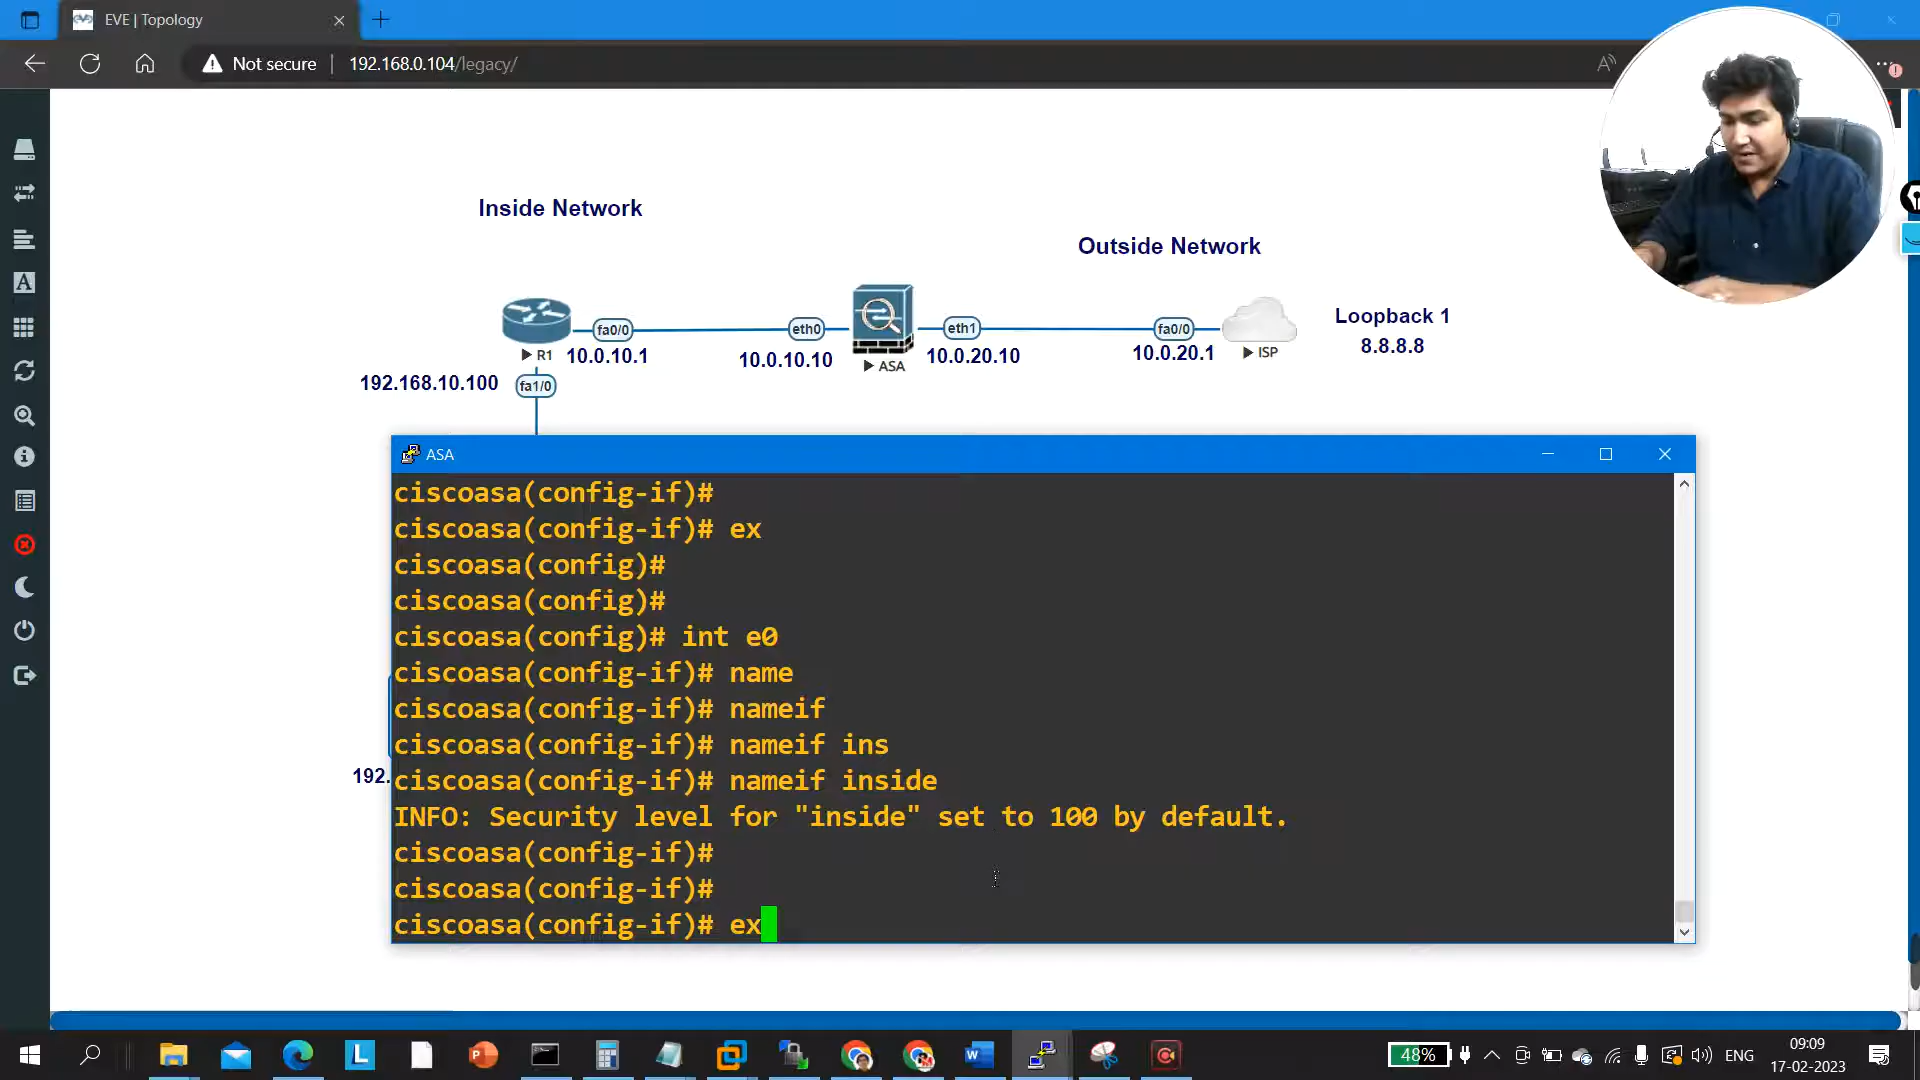 EVE | Topology
Not secure
192.168.0.104/legacy/
Inside Network
Outside Network
Loopback 1
8.8.8.8
fa0/0
eth0
eth1
fa0/0
R1
10.0.10.1
10.0.10.10
ASA
10.0.20.10
10.0.20.1
ISP
192.168.10.100
fa1/0
192.
ASA
ciscoasa(config-if)#
ciscoasa(config-if)# ex
ciscoasa(config)#
ciscoasa(config)#
ciscoasa(config)# int e0
ciscoasa(config-if)# name
ciscoasa(config-if)# nameif
ciscoasa(config-if)# nameif ins
ciscoasa(config-if)# nameif inside
INFO: Security level for "inside" set to 100 by default.
ciscoasa(config-if)#
ciscoasa(config-if)#
ciscoasa(config-if)# ex
48%
ENG
09:09
17-02-2023